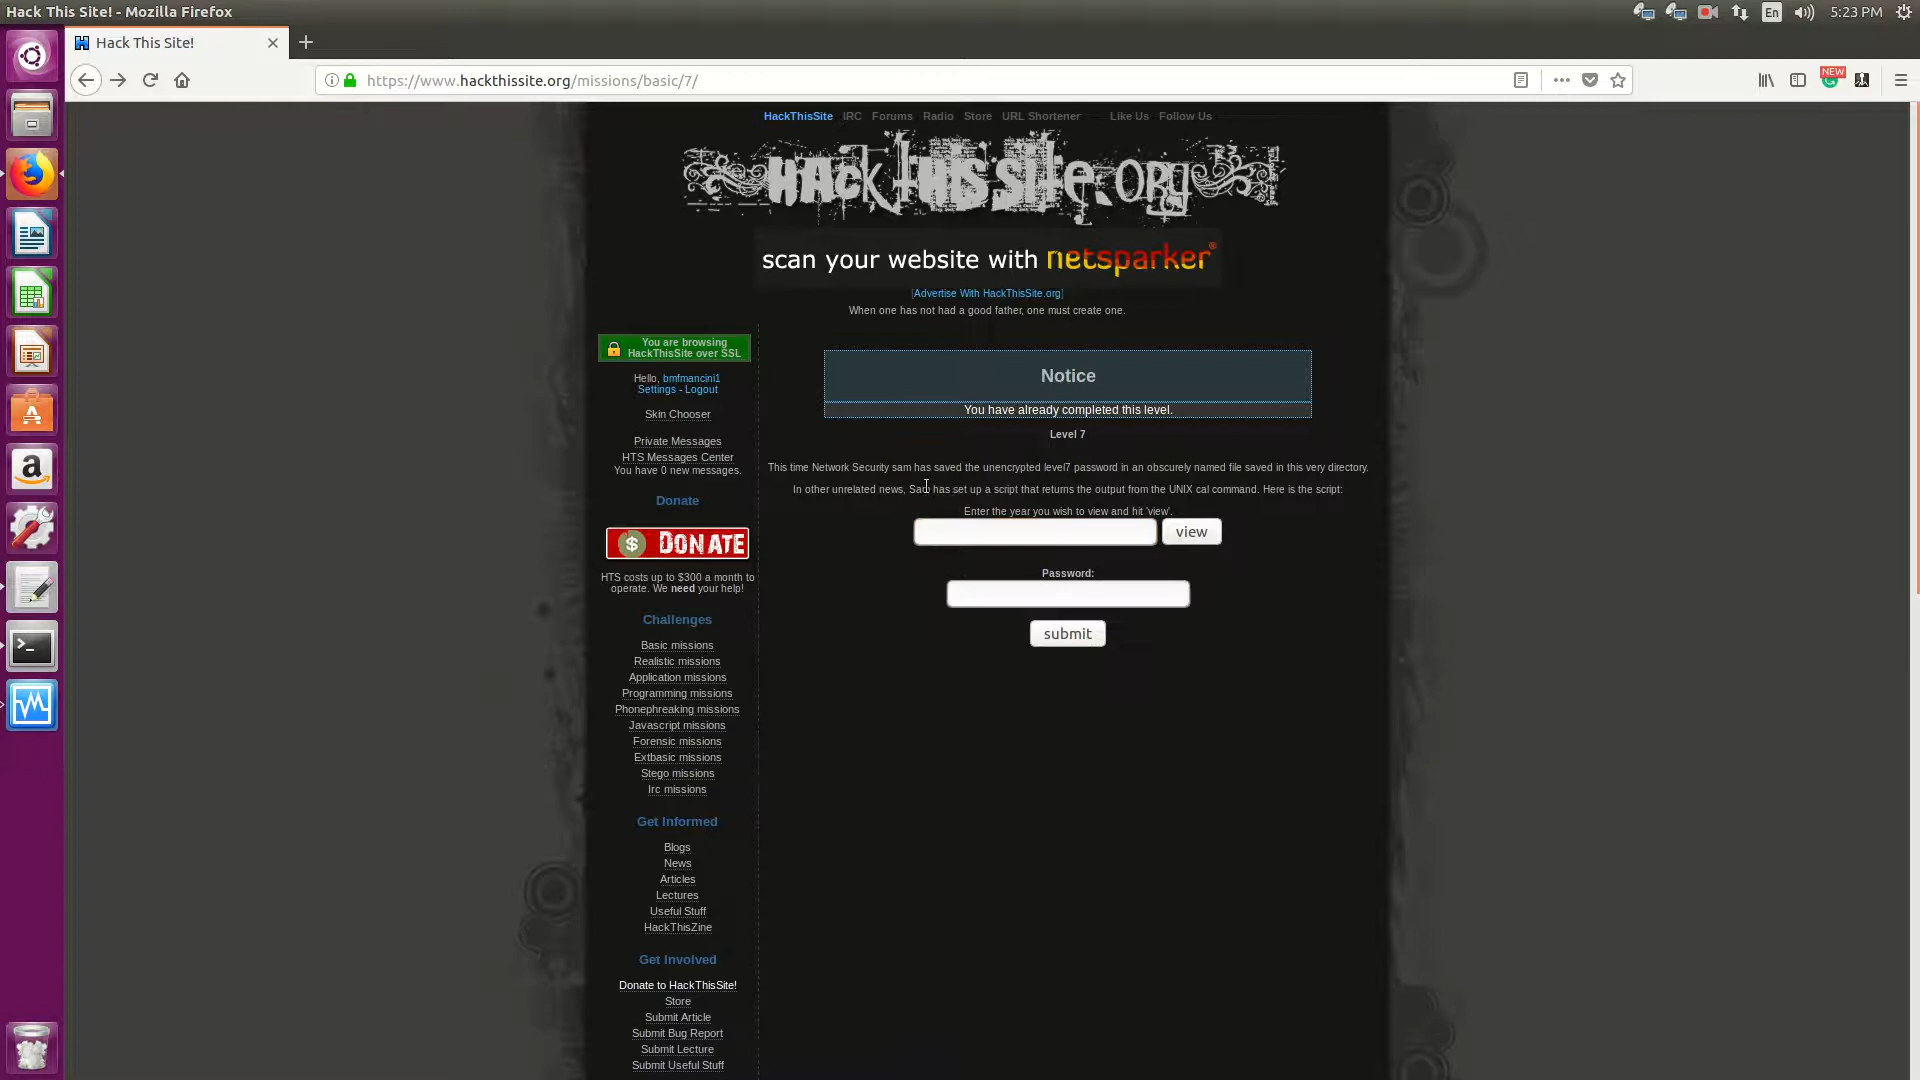 Hack This Site! - Mozilla Firefox
En
5:23 PM
Hack This Site!
https://www.hackthissite.org/missions/basic/7/
NEW
HackThisSite IRC Forums Radio Store URL Shortener Like Us Follow Us
HackThisSite.org
scan your website with netsparker®
[Advertise With HackThisSite.org]
When one has not had a good father, one must create one.
You are browsing
HackThisSite over SSL
Hello, bmfmancini1
Settings - Logout
Skin Chooser
Private Messages
HTS Messages Center
You have 0 new messages.
Donate
$ DONATE
HTS costs up to $300 a month to
operate. We need your help!
Challenges
Basic missions
Realistic missions
Application missions
Programming missions
Phonephreaking missions
Javascript missions
Forensic missions
Extbasic missions
Stego missions
Irc missions
Get Informed
Blogs
News
Articles
Lectures
Useful Stuff
HackThisZine
Get Involved
Donate to HackThisSite!
Store
Submit Article
Submit Bug Report
Submit Lecture
Submit Useful Stuff
Notice
You have already completed this level.
Level 7
This time Network Security sam has saved the unencrypted level7 password in an obscurely named file saved in this very directory.
In other unrelated news, Sam has set up a script that returns the output from the UNIX cal command. Here is the script:
Enter the year you wish to view and hit 'view'.
view
Password:
submit